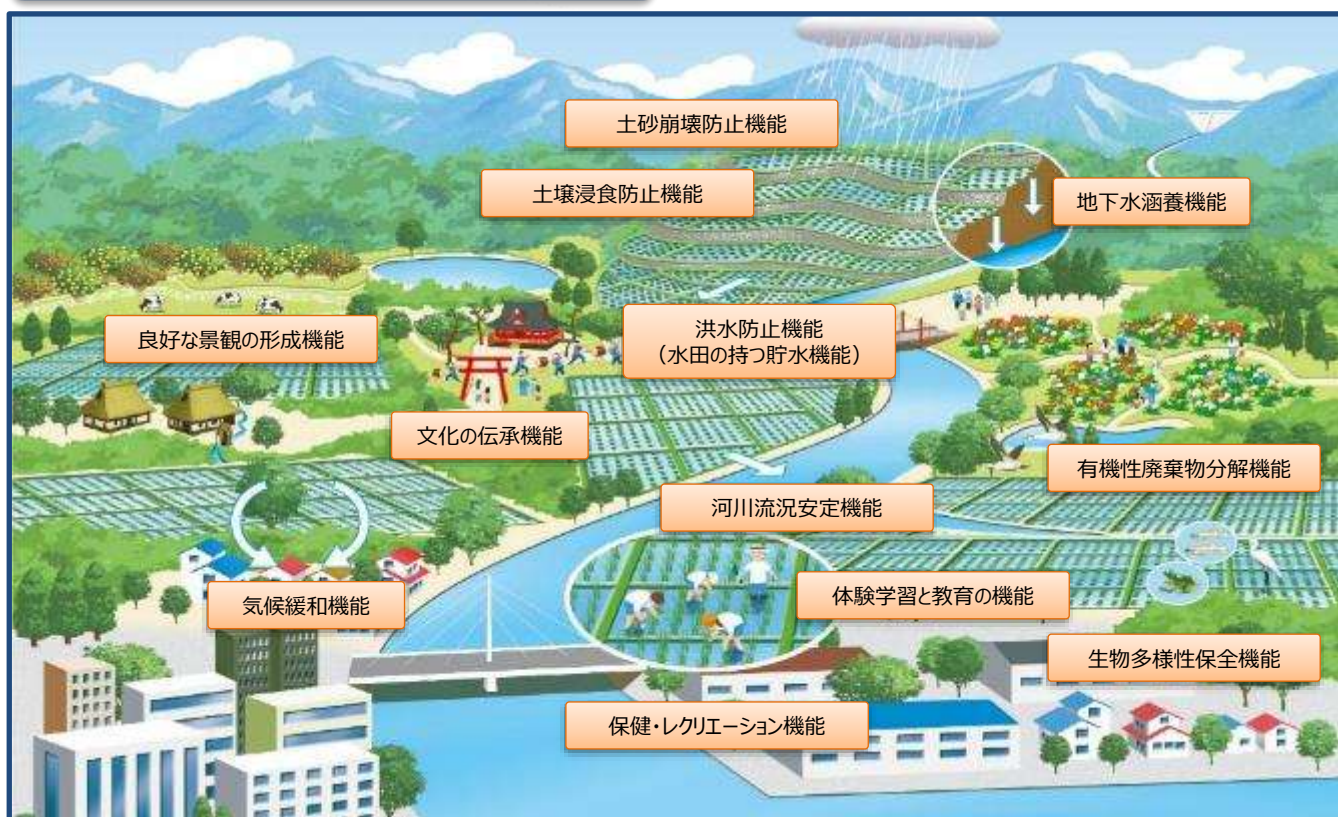 土砂崩壊防止機能
土壌浸食防止機能
地下水涵養機能
良好な景観の形成機能
洪水防止機能
（水田の持つ貯水機能）
文化の伝承機能
有機性廃棄物分解機能
河川流況安定機能
気候緩和機能
体験学習と教育の機能
生物多様性保全機能
保健・レクリエーション機能